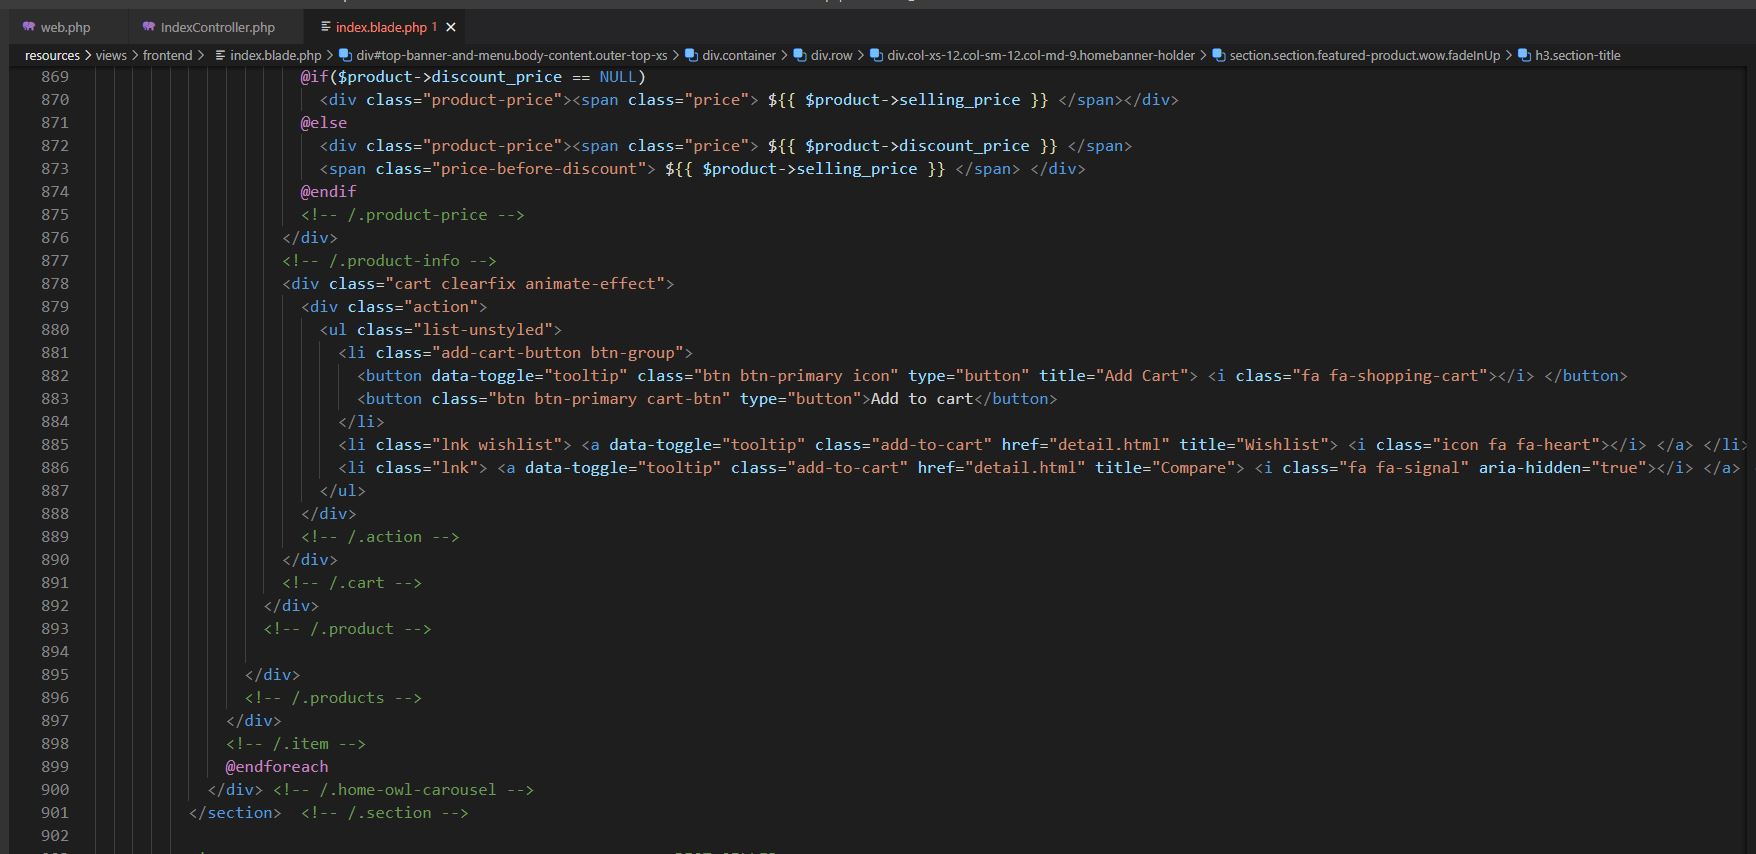 web.php IndexController.php index.blade.php 1
resources > views > frontend > index.blade.php > div#top-banner-and-menu.body-content.outer-top-xs > div.container > div.row > div.col-xs-12.col-sm-12.col-md-9.homebanner-holder > section.section.featured-product.wow.fadeInUp > h3.section-title
869 @if($product->discount_price == NULL)
870 <div class="product-price"><span class="price"> ${{ $product->selling_price }} </span></div>
871 @else
872 <div class="product-price"><span class="price"> ${{ $product->discount_price }} </span>
873 <span class="price-before-discount"> ${{ $product->selling_price }} </span> </div>
874 @endif
875 <!-- /.product-price -->
876 </div>
877 <!-- /.product-info -->
878 <div class="cart clearfix animate-effect">
879 <div class="action">
880 <ul class="list-unstyled">
881 <li class="add-cart-button btn-group">
882 <button data-toggle="tooltip" class="btn btn-primary icon" type="button" title="Add Cart"> <i class="fa fa-shopping-cart"></i> </button>
883 <button class="btn btn-primary cart-btn" type="button">Add to cart</button>
884 </li>
885 <li class="lnk wishlist"> <a data-toggle="tooltip" class="add-to-cart" href="detail.html" title="Wishlist"> <i class="icon fa fa-heart"></i> </a> </li>
886 <li class="lnk"> <a data-toggle="tooltip" class="add-to-cart" href="detail.html" title="Compare"> <i class="fa fa-signal" aria-hidden="true"></i> </a>
887 </ul>
888 </div>
889 <!-- /.action -->
890 </div>
891 <!-- /.cart -->
892 </div>
893 <!-- /.product -->
894
895 </div>
896 <!-- /.products -->
897 </div>
898 <!-- /.item -->
899 @endforeach
900 </div> <!-- /.home-owl-carousel -->
901 </section> <!-- /.section -->
902